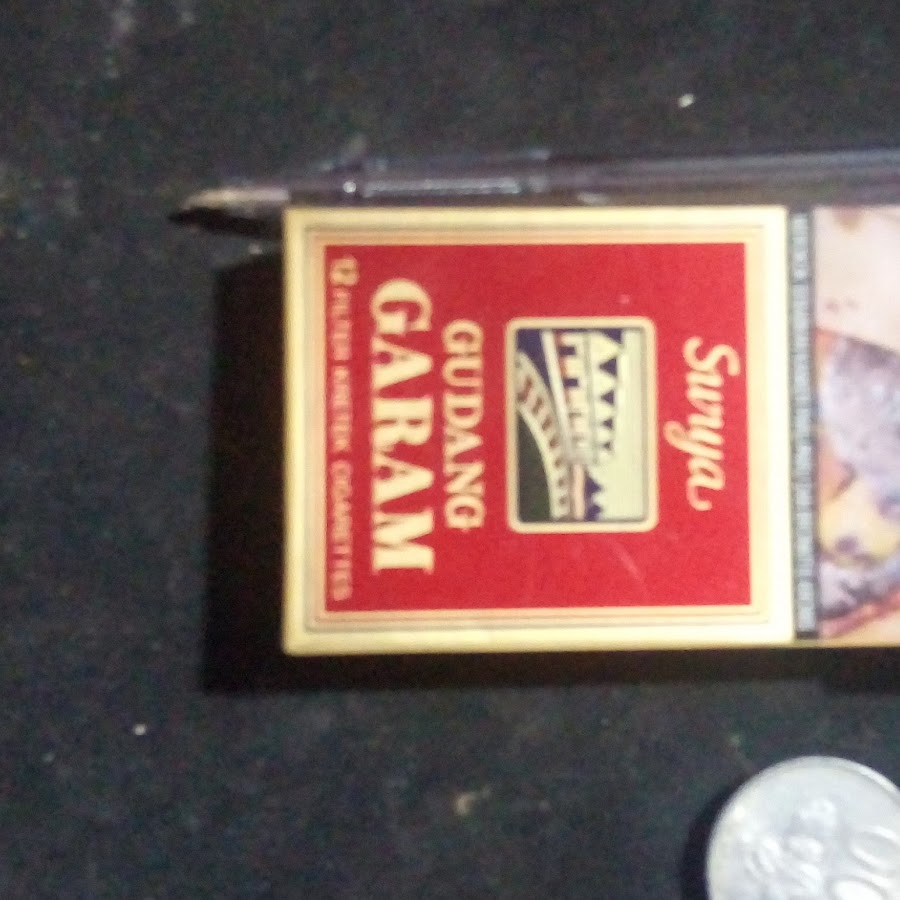 Surya
GUDANG
GARAM
12 FILTER KRETEK CIGARETTES